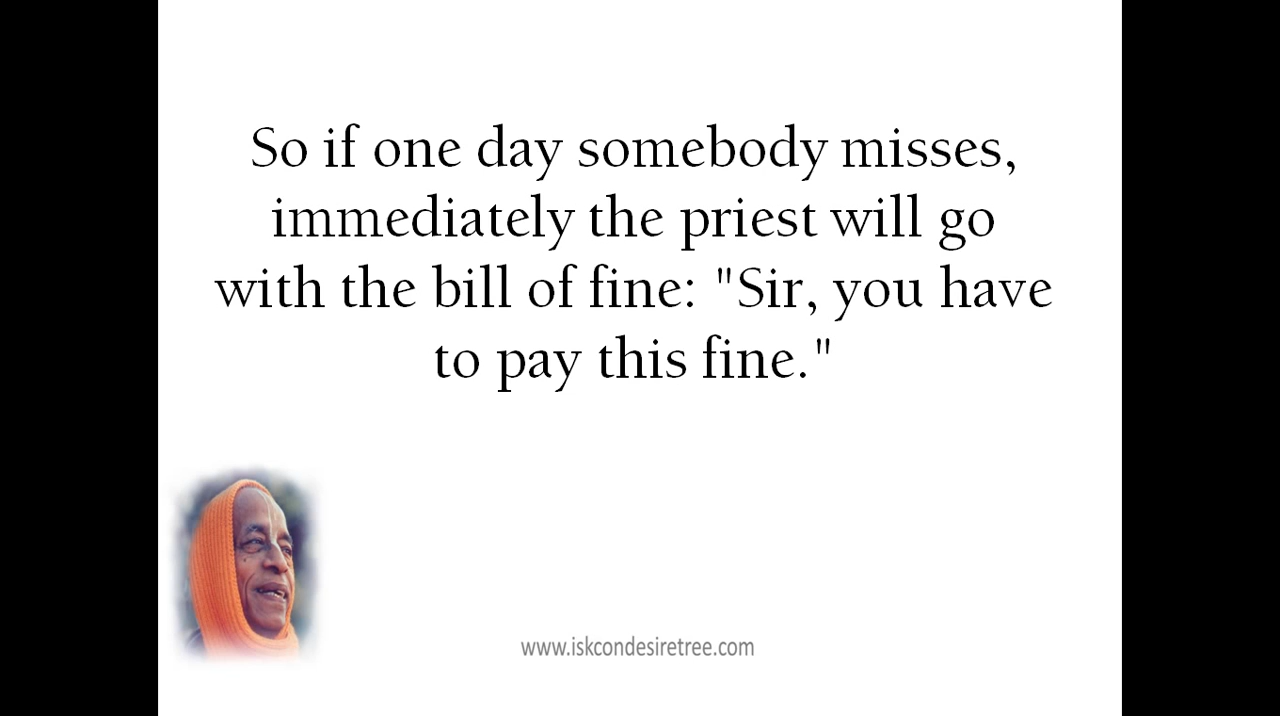 So if one day somebody misses,
immediately the priest will go
with the bill of fine: "Sir, you have
to pay this fine."
www.iskcondesiretree.com